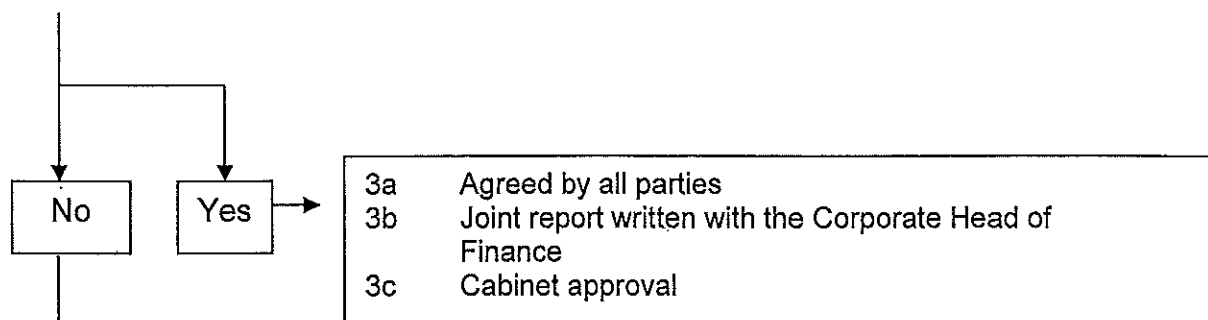 No
Yes
3a Agreed by all parties
3b Joint report written with the Corporate Head of
Finance
3c Cabinet approval